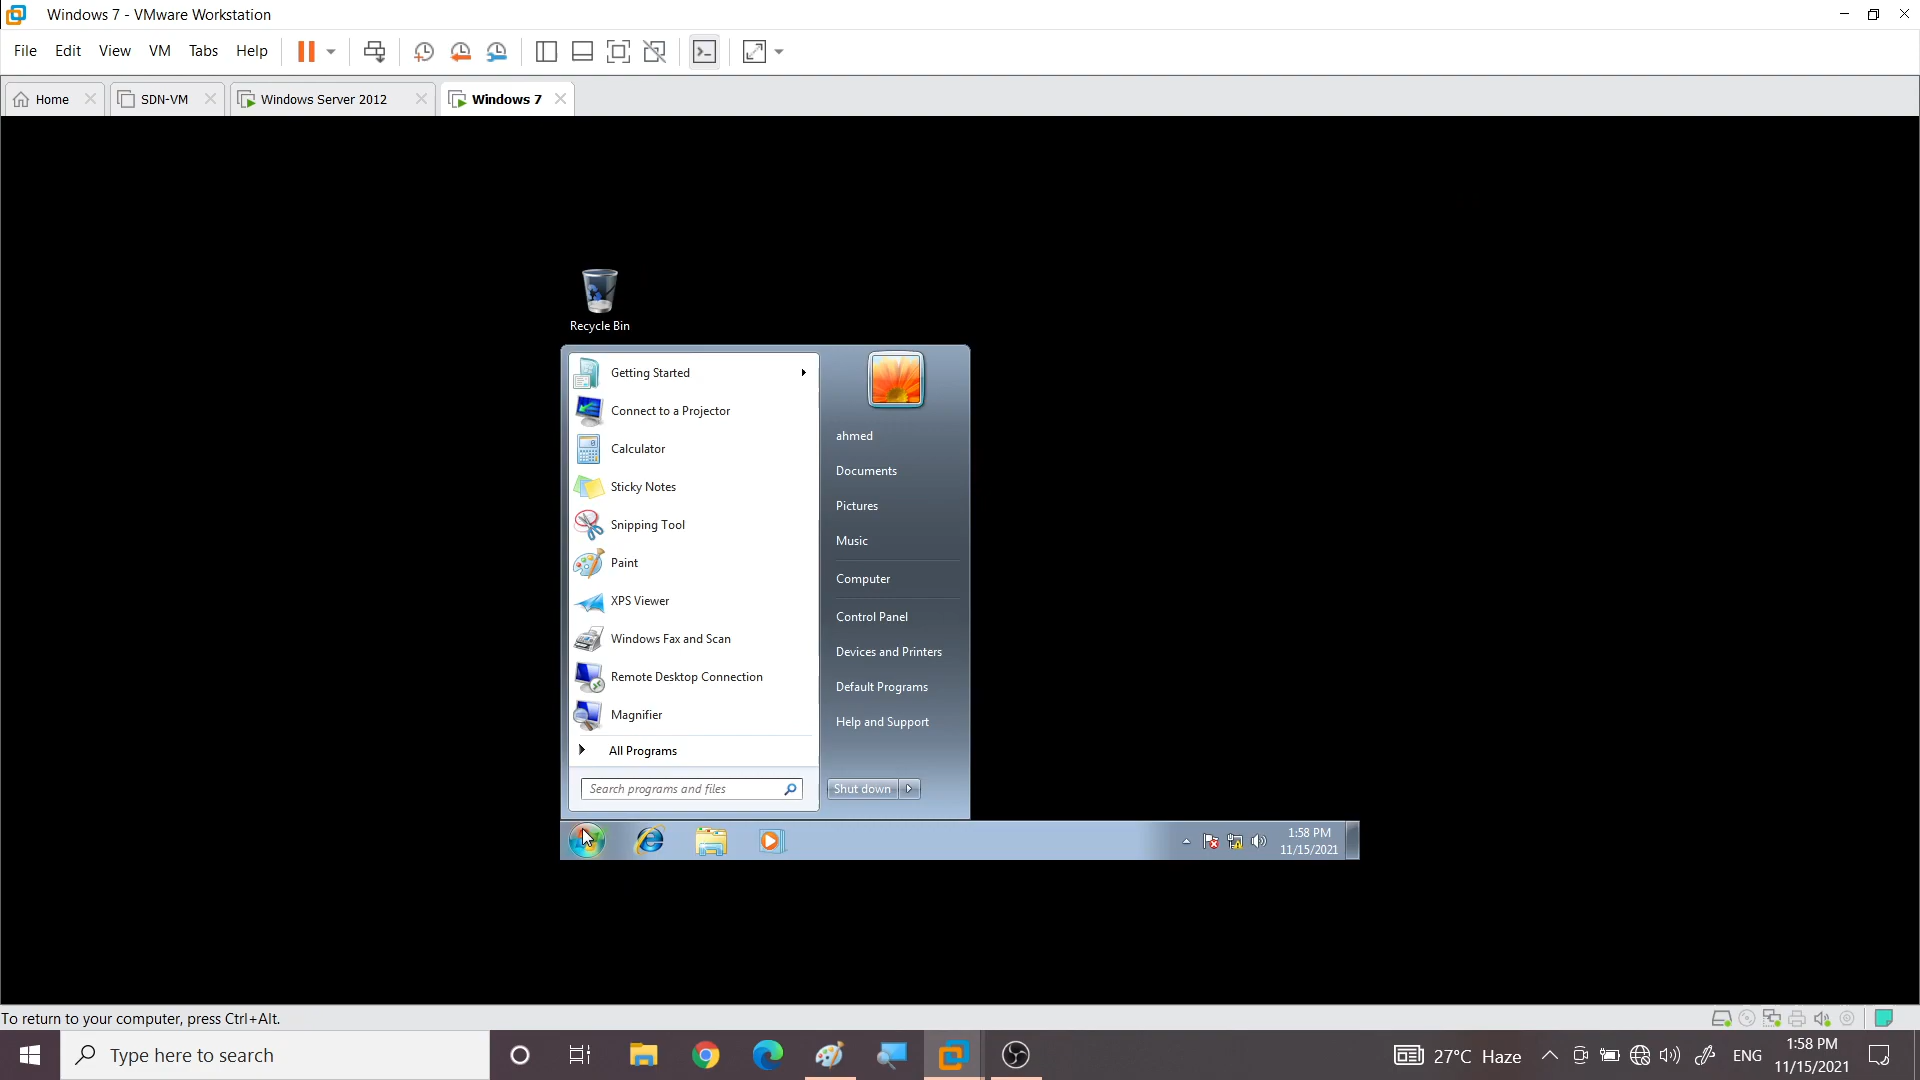 Windows 7 - VMware Workstation
File Edit View VM Tabs Help
Home SDN-VM Windows Server 2012 Windows 7
Recycle Bin
Getting Started
Connect to a Projector
Calculator
Sticky Notes
Snipping Tool
Paint
XPS Viewer
Windows Fax and Scan
Remote Desktop Connection
Magnifier
All Programs
Search programs and files
ahmed
Documents
Pictures
Music
Computer
Control Panel
Devices and Printers
Default Programs
Help and Support
Shut down
1:58 PM
11/15/2021
To return to your computer, press Ctrl+Alt.
Type here to search
27°C Haze
ENG
1:58 PM
11/15/2021